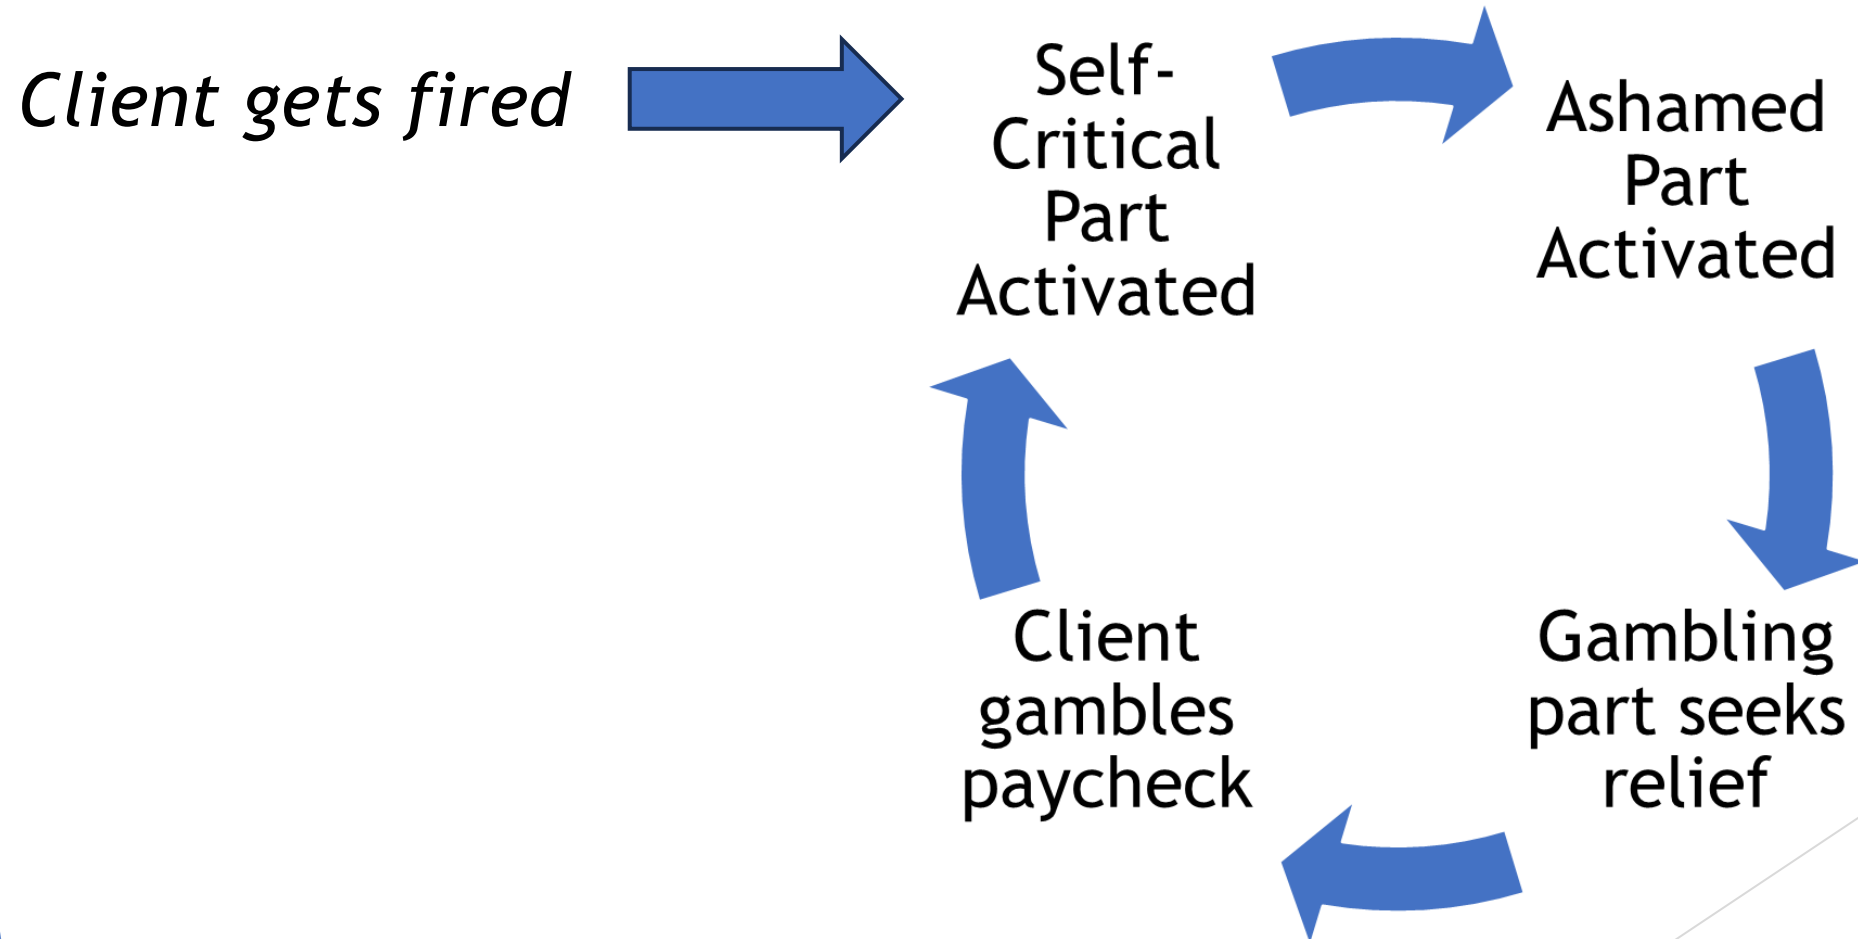 Client gets fired
Self-
Critical
Part
Activated
Ashamed
Part
Activated
Gambling
part seeks
relief
Client
gambles
paycheck